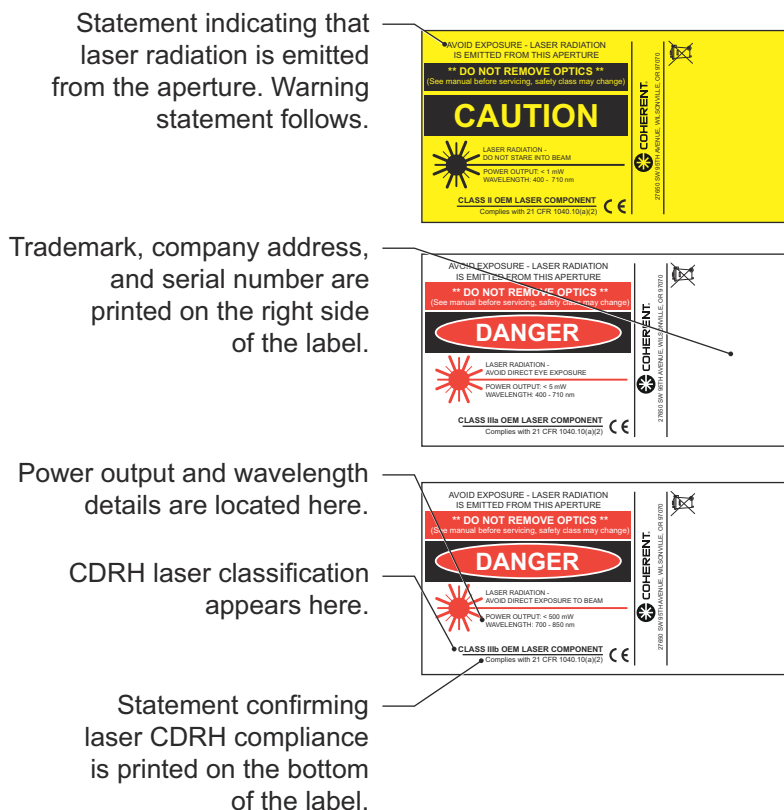 Statement indicating that
laser radiation is emitted
from the aperture. Warning
statement follows.
AVOID EXPOSURE - LASER RADIATION
IS EMITTED FROM THIS APERTURE
** DO NOT REMOVE OPTICS **
(See manual before servicing, safety class may change)
CAUTION
LASER RADIATION -
DO NOT STARE INTO BEAM
POWER OUTPUT: < 1 mW
WAVELENGTH: 400 - 710 nm
CLASS II OEM LASER COMPONENT
Complies with 21 CFR 1040.10(a)(2)
CE
COHERENT.
27650 SW 95TH AVENUE, WILSONVILLE, OR 97070
Trademark, company address,
and serial number are
printed on the right side
of the label.
AVOID EXPOSURE - LASER RADIATION
IS EMITTED FROM THIS APERTURE
** DO NOT REMOVE OPTICS **
(See manual before servicing, safety class may change)
DANGER
LASER RADIATION -
AVOID DIRECT EYE EXPOSURE
POWER OUTPUT: < 5 mW
WAVELENGTH: 400 - 710 nm
CLASS IIIa OEM LASER COMPONENT
Complies with 21 CFR 1040.10(a)(2)
CE
COHERENT.
27650 SW 95TH AVENUE, WILSONVILLE, OR 97070
Power output and wavelength
details are located here.
CDRH laser classification
appears here.
AVOID EXPOSURE - LASER RADIATION
IS EMITTED FROM THIS APERTURE
** DO NOT REMOVE OPTICS **
(See manual before servicing, safety class may change)
DANGER
LASER RADIATION -
AVOID DIRECT EXPOSURE TO BEAM
POWER OUTPUT: < 500 mW
WAVELENGTH: 700 - 850 nm
CLASS IIIb OEM LASER COMPONENT
Complies with 21 CFR 1040.10(a)(2)
CE
COHERENT.
27650 SW 95TH AVENUE, WILSONVILLE, OR 97070
Statement confirming
laser CDRH compliance
is printed on the bottom
of the label.